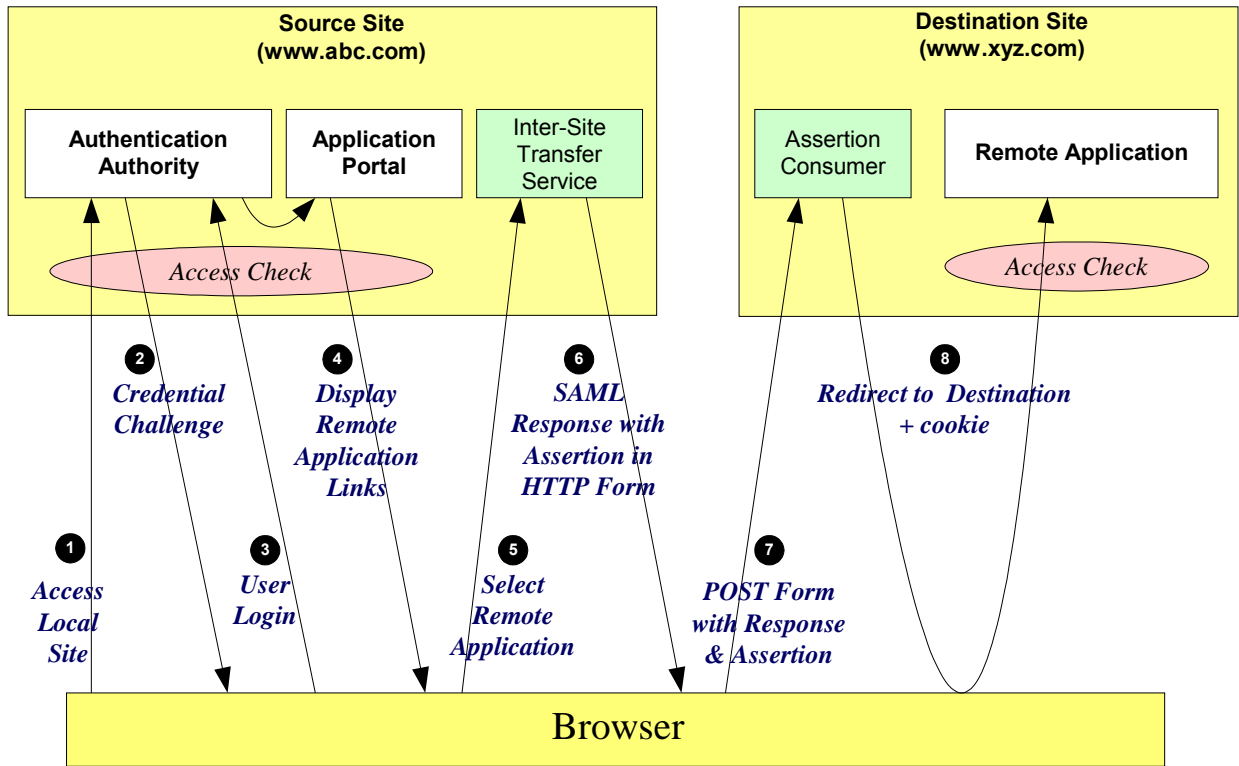 Source Site
(www.abc.com)
Destination Site
(www.xyz.com)
Authentication
Authority
Application
Portal
Inter-Site
Transfer
Service
Assertion
Consumer
Remote Application
Access Check
Access Check
2
Credential
Challenge
4
Display
Remote
Application
Links
6
SAML
Response with
Assertion in
HTTP Form
8
Redirect to Destination
+ cookie
1
Access
Local
Site
3
User
Login
5
Select
Remote
Application
7
POST Form
with Response
& Assertion
Browser